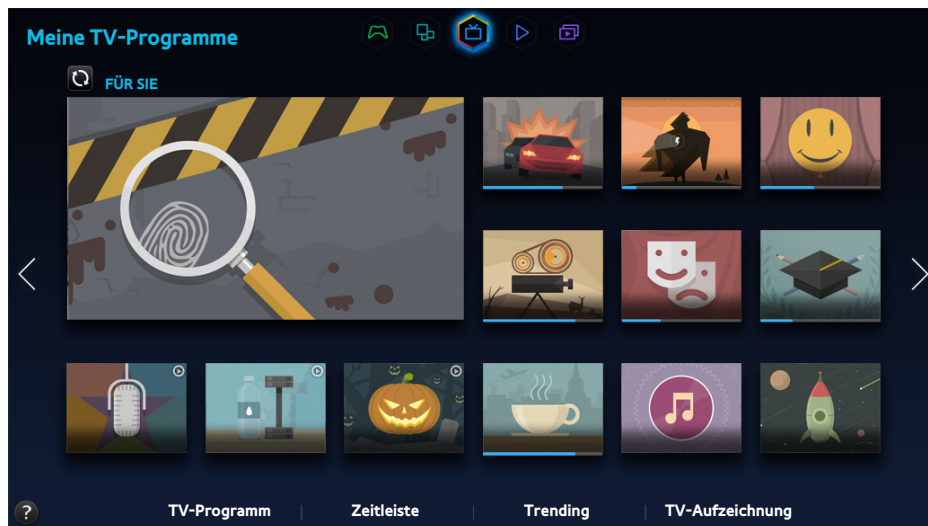 Meine TV-Programme
FÜR SIE
?
TV-Programm
Zeitleiste
Trending
TV-Aufzeichnung